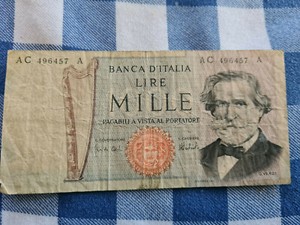 AC 496457 A AC 496457 A
BANCA D'ITALIA
LIRE
MILLE
PAGABILI A VISTA AL PORTATORE